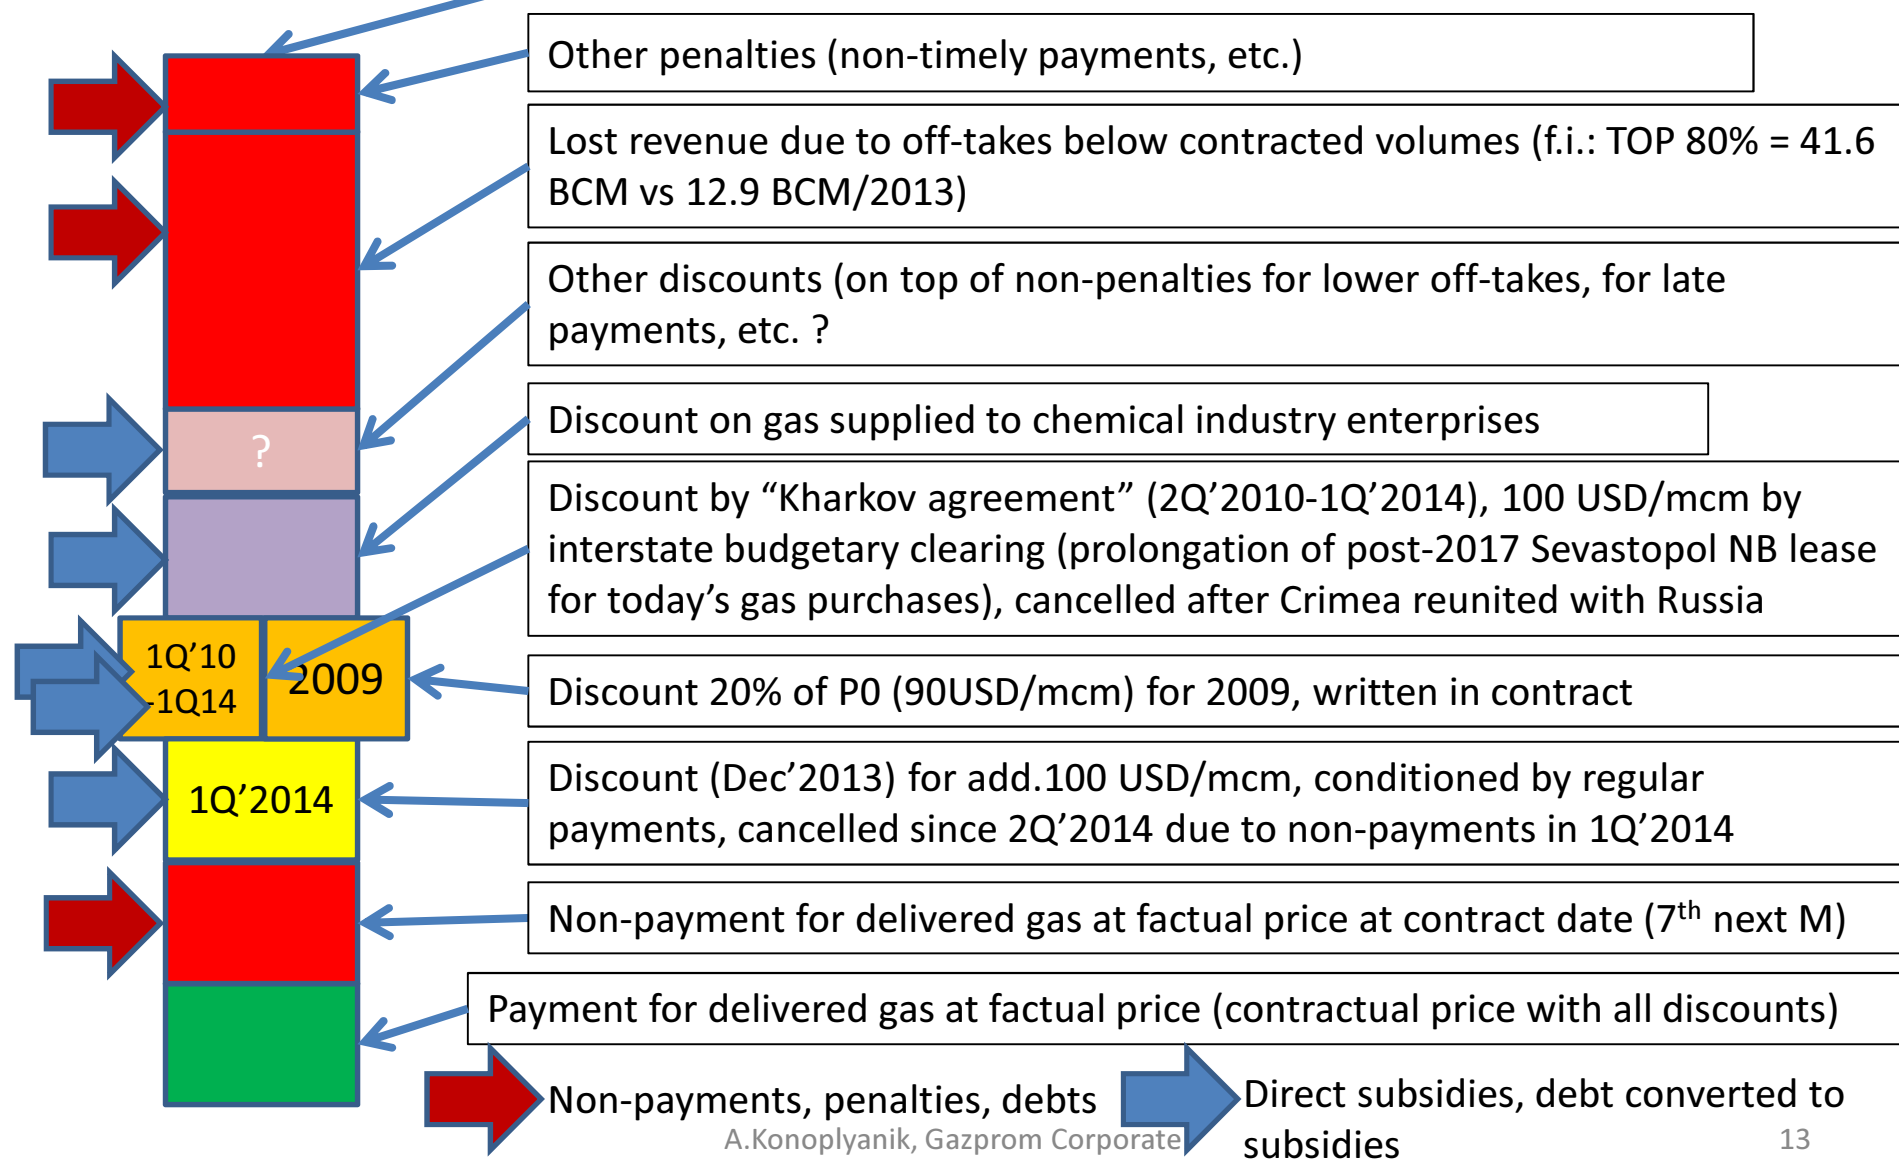 Other penalties (non-timely payments, etc.)
Lost revenue due to off-takes below contracted volumes (f.i.: TOP 80% = 41.6
BCM vs 12.9 BCM/2013)
Other discounts (on top of non-penalties for lower off-takes, for late
payments, etc. ?
?
Discount on gas supplied to chemical industry enterprises
Discount by “Kharkov agreement” (2Q’2010-1Q’2014), 100 USD/mcm by
interstate budgetary clearing (prolongation of post-2017 Sevastopol NB lease
for today’s gas purchases), cancelled after Crimea reunited with Russia
1Q’10
-1Q14
2009
Discount 20% of P0 (90USD/mcm) for 2009, written in contract
1Q’2014
Discount (Dec’2013) for add.100 USD/mcm, conditioned by regular
payments, cancelled since 2Q’2014 due to non-payments in 1Q’2014
Non-payment for delivered gas at factual price at contract date (7th next M)
Payment for delivered gas at factual price (contractual price with all discounts)
Non-payments, penalties, debts
Direct subsidies, debt converted to
subsidies
A.Konoplyanik, Gazprom Corporate
13